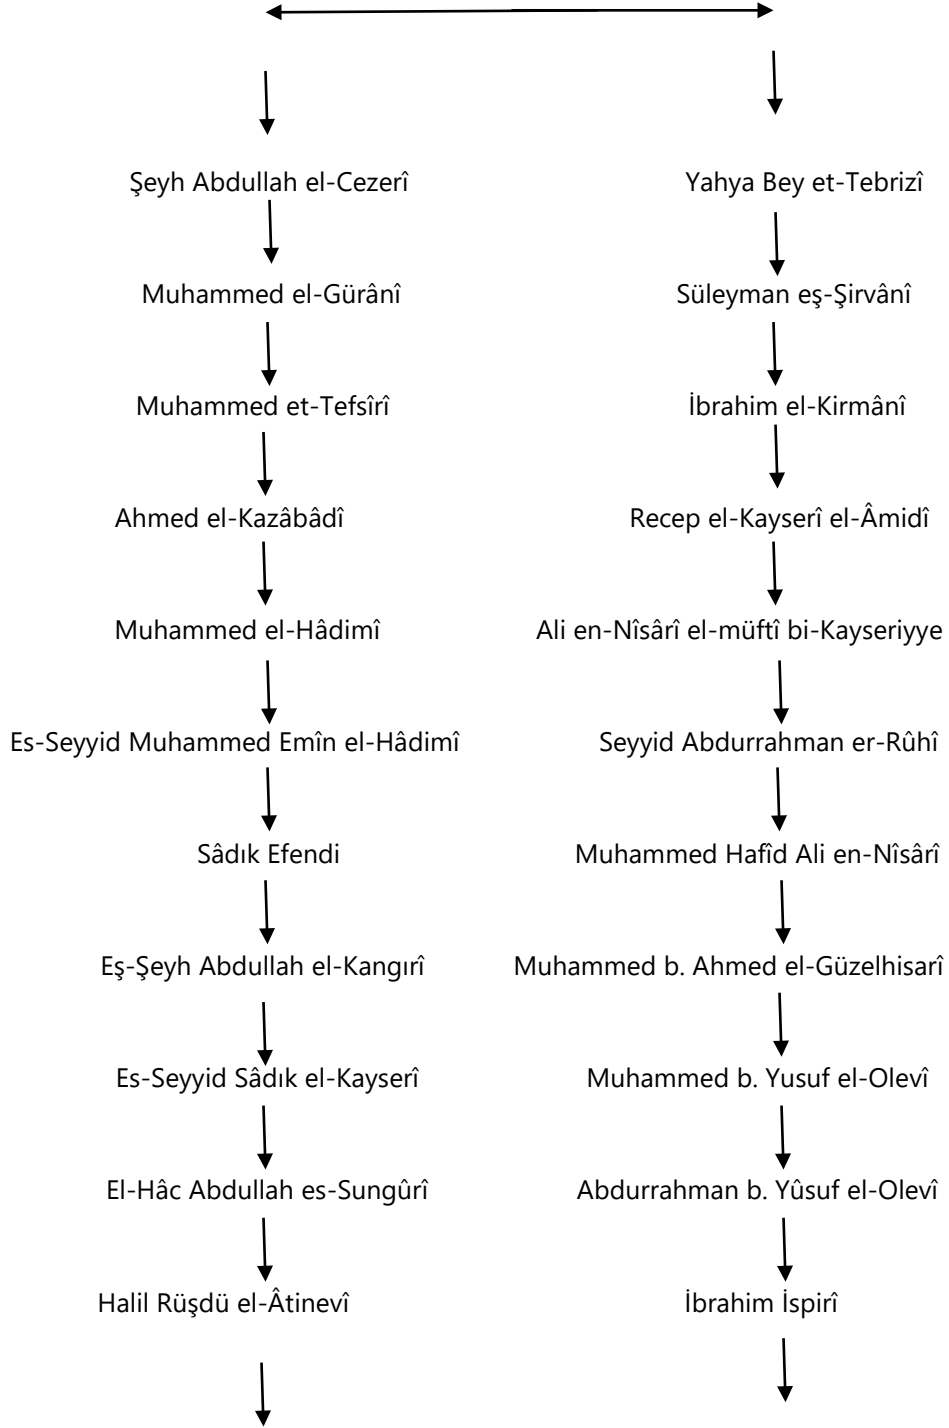 Şeyh Abdullah el-Cezerî
Yahya Bey et-Tebrizî
Muhammed el-Gürânî
Süleyman eş-Şirvânî
Muhammed et-Tefsîrî
İbrahim el-Kirmânî
Ahmed el-Kazâbâdî
Recep el-Kayserî el-Âmidî
Muhammed el-Hâdimî
Ali en-Nîsârî el-müftî bi-Kayseriyye
Es-Seyyid Muhammed Emîn el-Hâdimî
Seyyid Abdurrahman er-Rûhî
Sâdık Efendi
Muhammed Hafîd Ali en-Nîsârî
Eş-Şeyh Abdullah el-Kangırî
Muhammed b. Ahmed el-Güzelhisarî
Es-Seyyid Sâdık el-Kayserî
Muhammed b. Yusuf el-Olevî
El-Hâc Abdullah es-Sungûrî
Abdurrahman b. Yûsuf el-Olevî
Halil Rüşdü el-Âtinevî
İbrahim İspirî